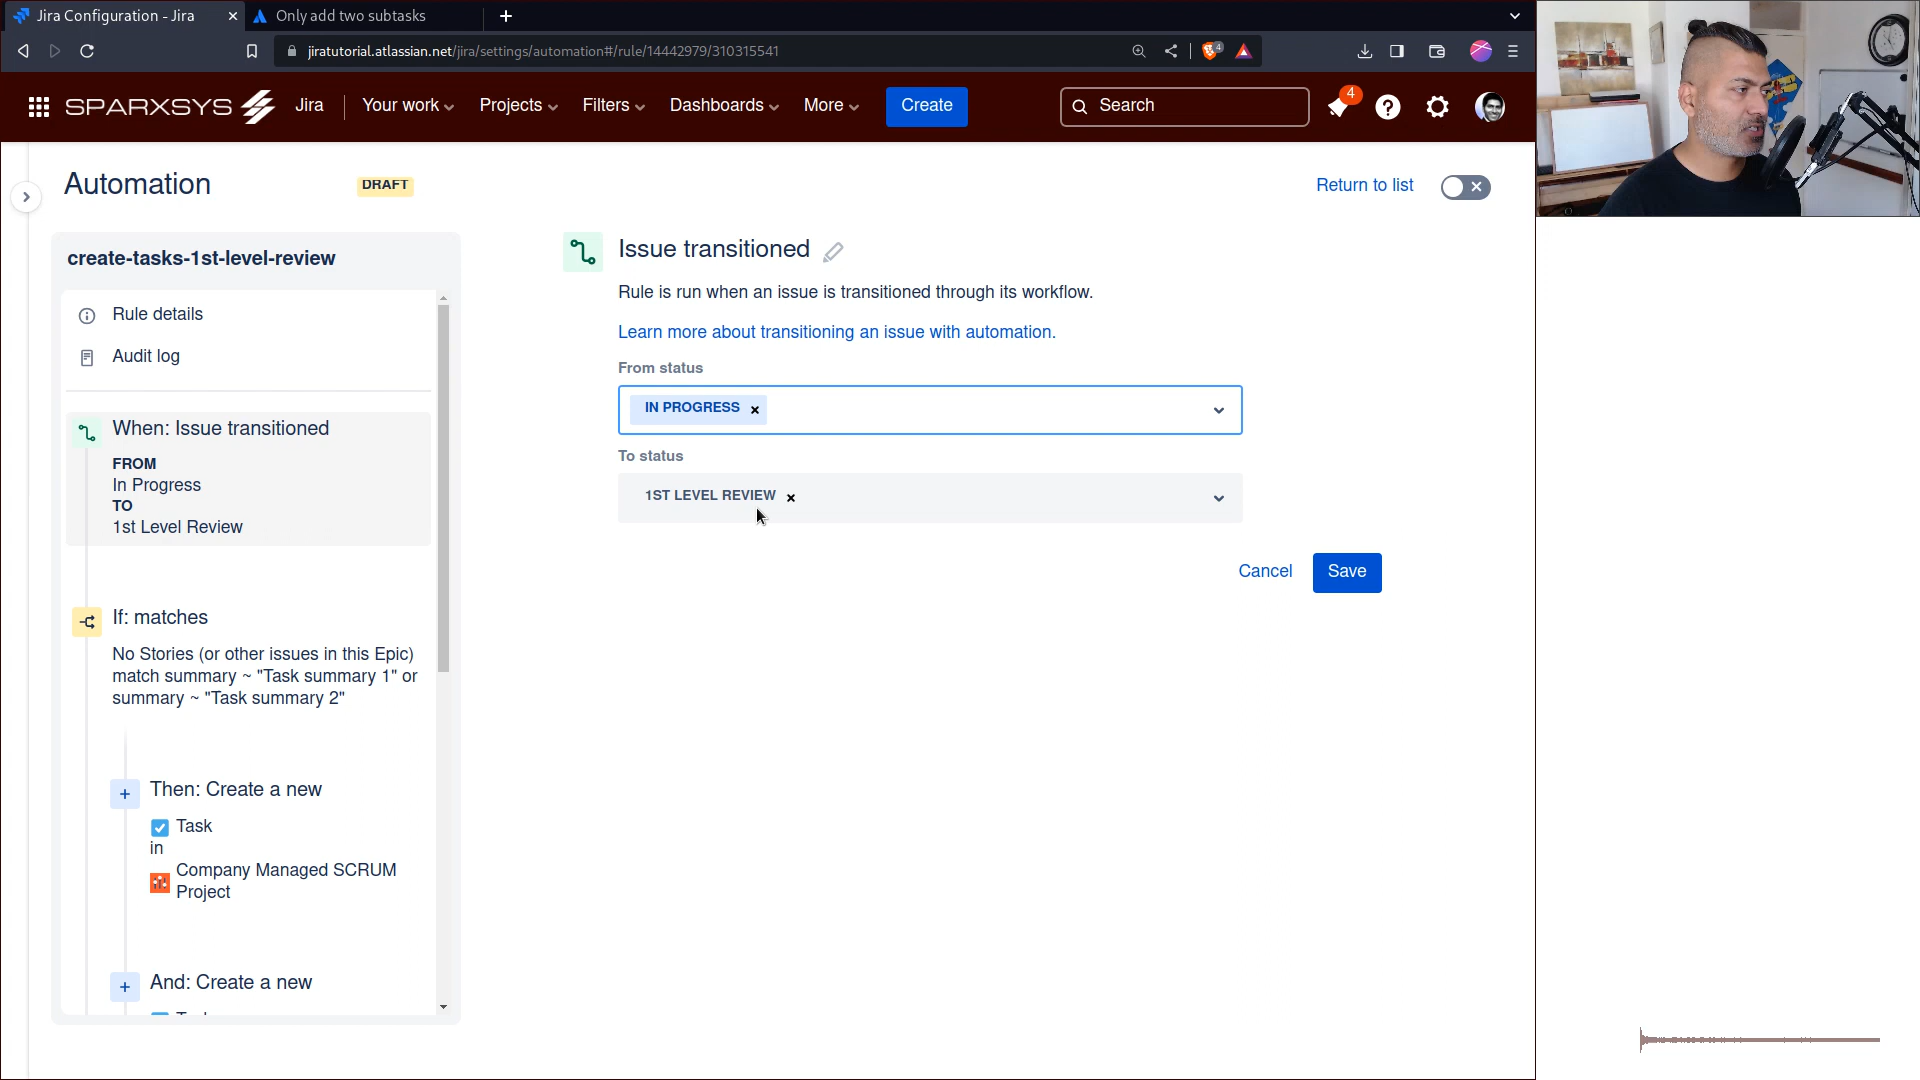 Jira Configuration - Jira
Only add two subtasks
jiratutorial.atlassian.net/jira/settings/automation#/rule/14442979/310315541
4
SPARXSYS
Jira
Your work
Projects
Filters
Dashboards
More
Create
Search
4
Automation
DRAFT
Return to list
create-tasks-1st-level-review
Rule details
Audit log
When: Issue transitioned
FROM
In Progress
TO
1st Level Review
If: matches
No Stories (or other issues in this Epic)
match summary ~ "Task summary 1" or
summary ~ "Task summary 2"
Then: Create a new
Task
in
Company Managed SCRUM
Project
And: Create a new
Issue transitioned
Rule is run when an issue is transitioned through its workflow.
Learn more about transitioning an issue with automation.
From status
IN PROGRESS
To status
1ST LEVEL REVIEW
Cancel
Save